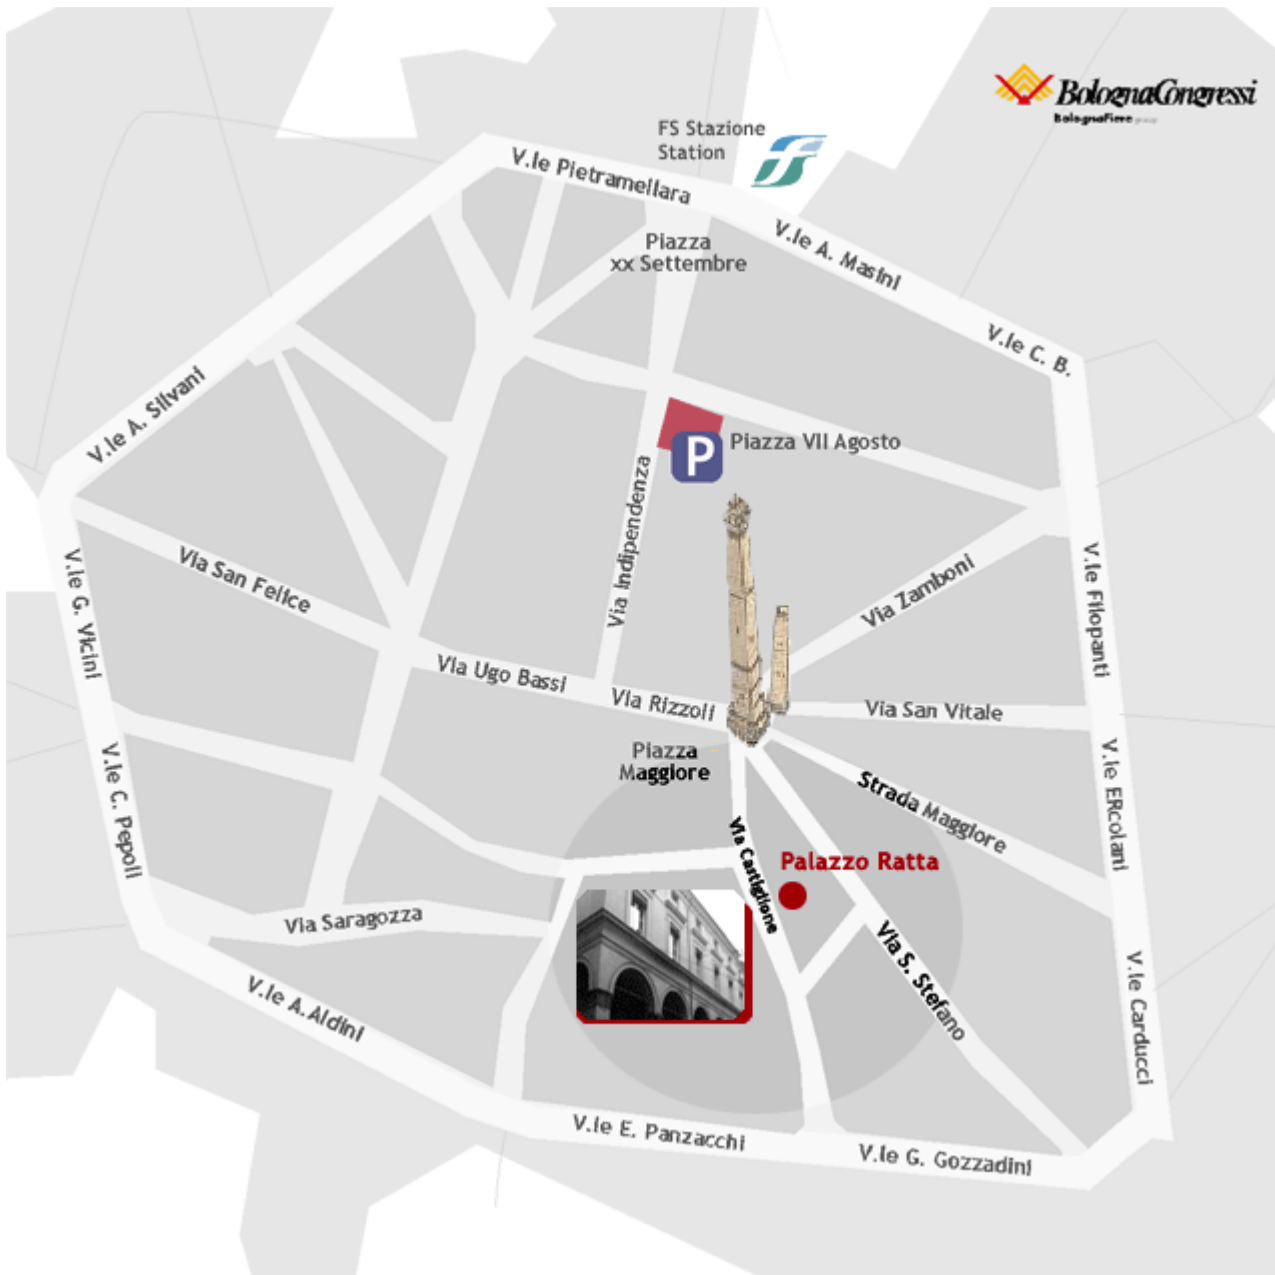 BolognaCongressi
BolognaFiere group
FS Stazione
Station
V.le Pietramellara
V.le A. Masini
Piazza
xx Settembre
V.le C. B.
V.le A. Silvani
P
Piazza VII Agosto
Via Indipendenza
Via San Felice
V.le G. Vicini
Via Zamboni
V.le Filopanti
Via Ugo Bassi
Via Rizzoli
Via San Vitale
Piazza
Maggiore
V.le C. Pepoli
Strada Maggiore
V.le ERcolani
Via Castiglione
Palazzo Ratta
Via Saragozza
Via S. Stefano
V.le A. Aldini
V.le Carducci
V.le E. Panzacchi
V.le G. Gozzadini